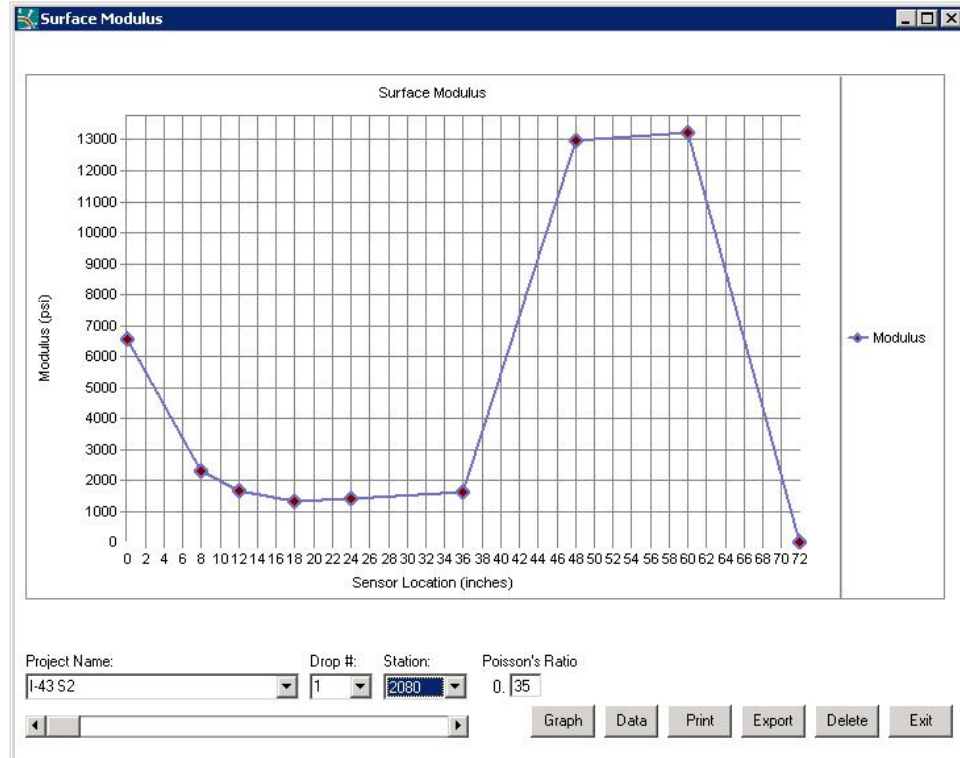 Surface Modulus
Surface Modulus
13000
12000
11000
10000
9000
8000
7000
6000
5000
4000
3000
2000
1000
0
Modulus (psi)
0 2 4 6 8 10 12 14 16 18 20 22 24 26 28 30 32 34 36 38 40 42 44 46 48 50 52 54 56 58 60 62 64 66 68 70 72
Sensor Location (inches)
Modulus
Project Name: Drop #: Station: Poisson's Ratio
I-43 S2 1 2080 0. 35
Graph Data Print Export Delete Exit